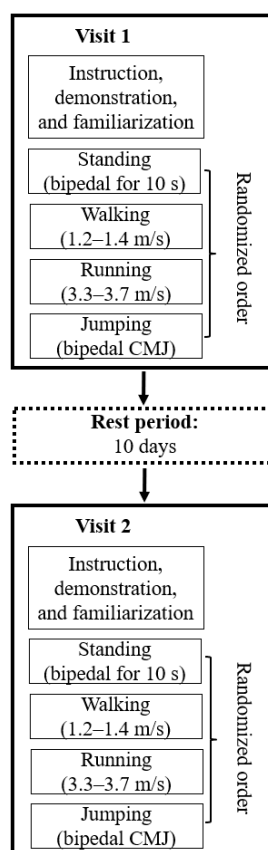 Visit 1
Instruction,
demonstration,
and familiarization
Standing
(bipedal for 10 s)
Walking
(1.2–1.4 m/s)
Running
(3.3–3.7 m/s)
Jumping
(bipedal CMJ)
Randomized order
Rest period:
10 days
Visit 2
Instruction,
demonstration,
and familiarization
Standing
(bipedal for 10 s)
Walking
(1.2–1.4 m/s)
Running
(3.3–3.7 m/s)
Jumping
(bipedal CMJ)
Randomized order